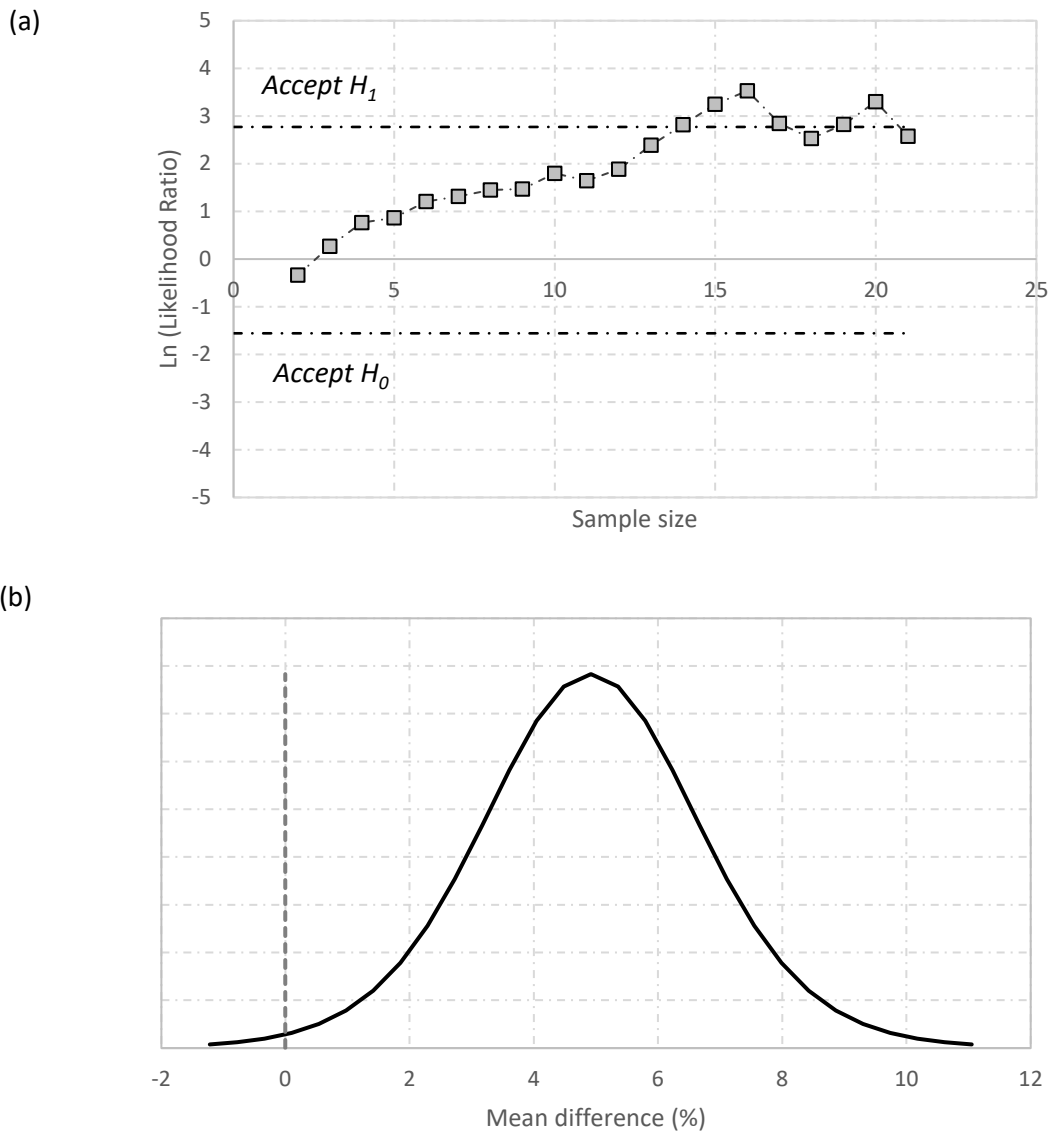 (a)
5
4
3
2
1
0
-1
-2
-3
-4
-5
Ln (Likelihood Ratio)
Accept H1
Accept H0
0 5 10 15 20 25
Sample size
(b)
-2 0 2 4 6 8 10 12
Mean difference (%)